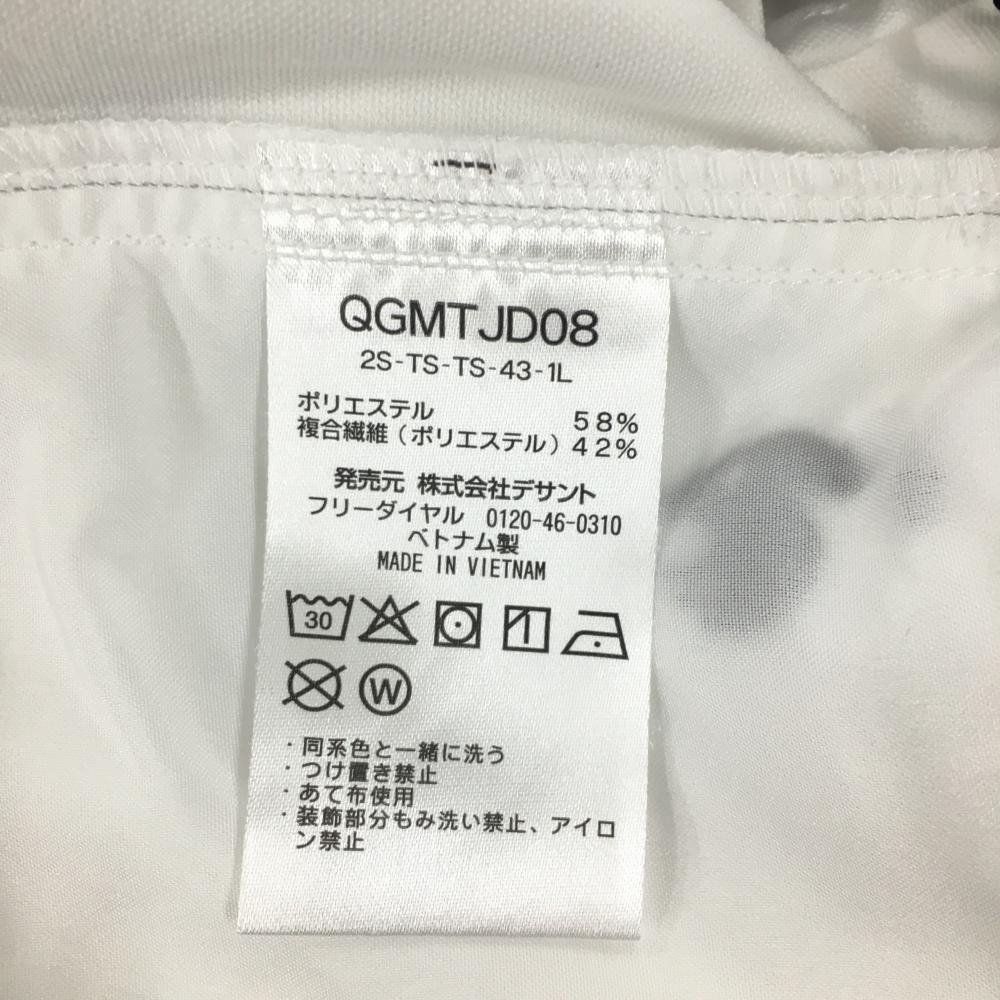 QGMTJD08
2S-TS-TS-43-1L
ポリエステル 58%
複合繊維(ポリエステル)42%
発売元 株式会社デサント
フリーダイヤル 0120-46-0310
ベトナム製
MADE IN VIETNAM
30
W
・同系色と一緒に洗う
・つけ置き禁止
・あて布使用
・装飾部分もみ洗い禁止、アイロ
ン禁止